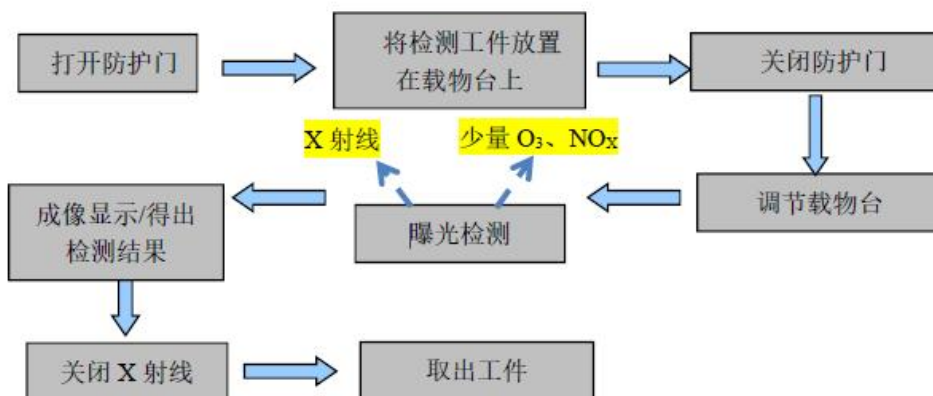 打开防护门
将检测工件放置
在载物台上
关闭防护门
X 射线
少量 O₃、NOx
调节载物台
曝光检测
成像显示/得出
检测结果
关闭 X 射线
取出工件